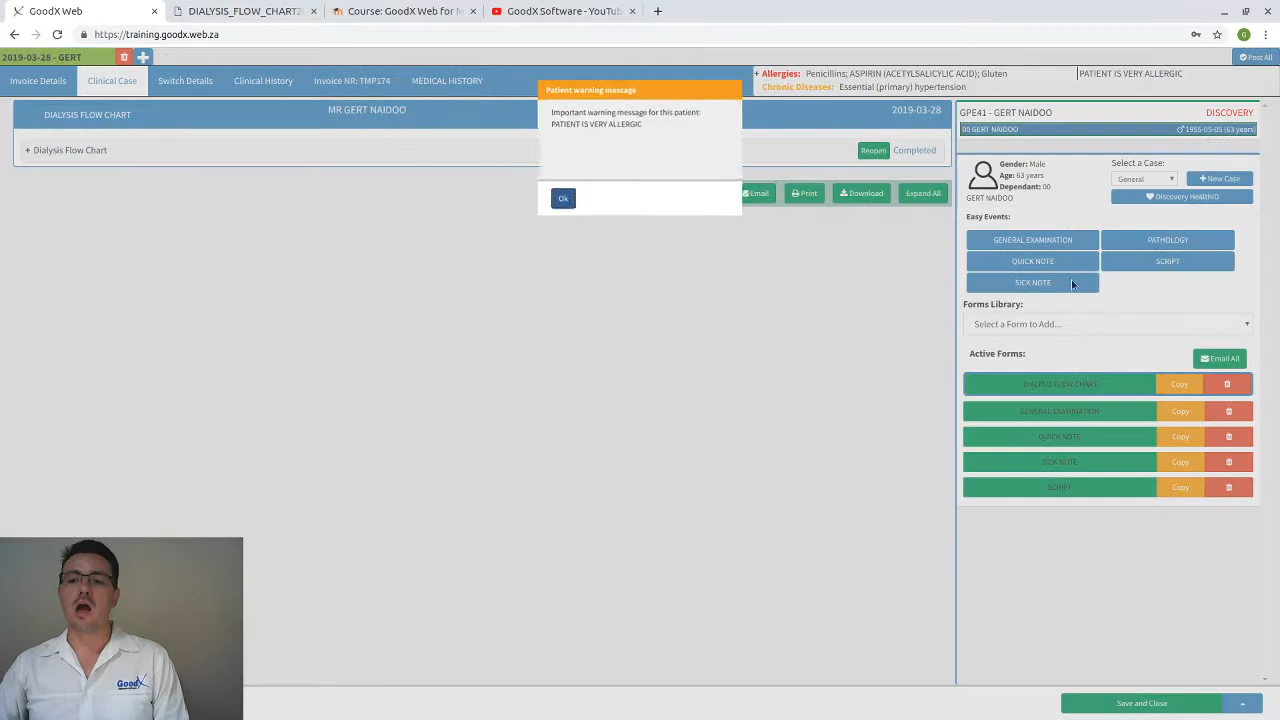 GoodX Web
DIALYSIS_FLOW_CHART2
Course: GoodX Web for M
GoodX Software - YouTub
https://training.goodx.web.za
G
2019-03-28 - GERT
Post All
Invoice Details
Clinical Case
Switch Details
Clinical History
Invoice NR: TMP174
MEDICAL HISTORY
+ Allergies: Penicillins; ASPIRIN (ACETYLSALICYLIC ACID); Gluten
Chronic Diseases: Essential (primary) hypertension
PATIENT IS VERY ALLERGIC
DIALYSIS FLOW CHART
MR GERT NAIDOO
2019-03-28
+ Dialysis Flow Chart
Reopen
Completed
Email
Print
Download
Expand All
Patient warning message
Important warning message for this patient:
PATIENT IS VERY ALLERGIC
Ok
GPE41 - GERT NAIDOO
DISCOVERY
00 GERT NAIDOO
1955-05-05 (63 years)
Gender: Male
Age: 63 years
Dependant: 00
GERT NAIDOO
Select a Case:
General
+ New Case
Discovery HealthID
Easy Events:
GENERAL EXAMINATION
PATHOLOGY
QUICK NOTE
SCRIPT
SICK NOTE
Forms Library:
Select a Form to Add...
Active Forms:
Email All
DIALYSIS FLOW CHART
Copy
GENERAL EXAMINATION
Copy
QUICK NOTE
Copy
SICK NOTE
Copy
SCRIPT
Copy
GoodX
Save and Close